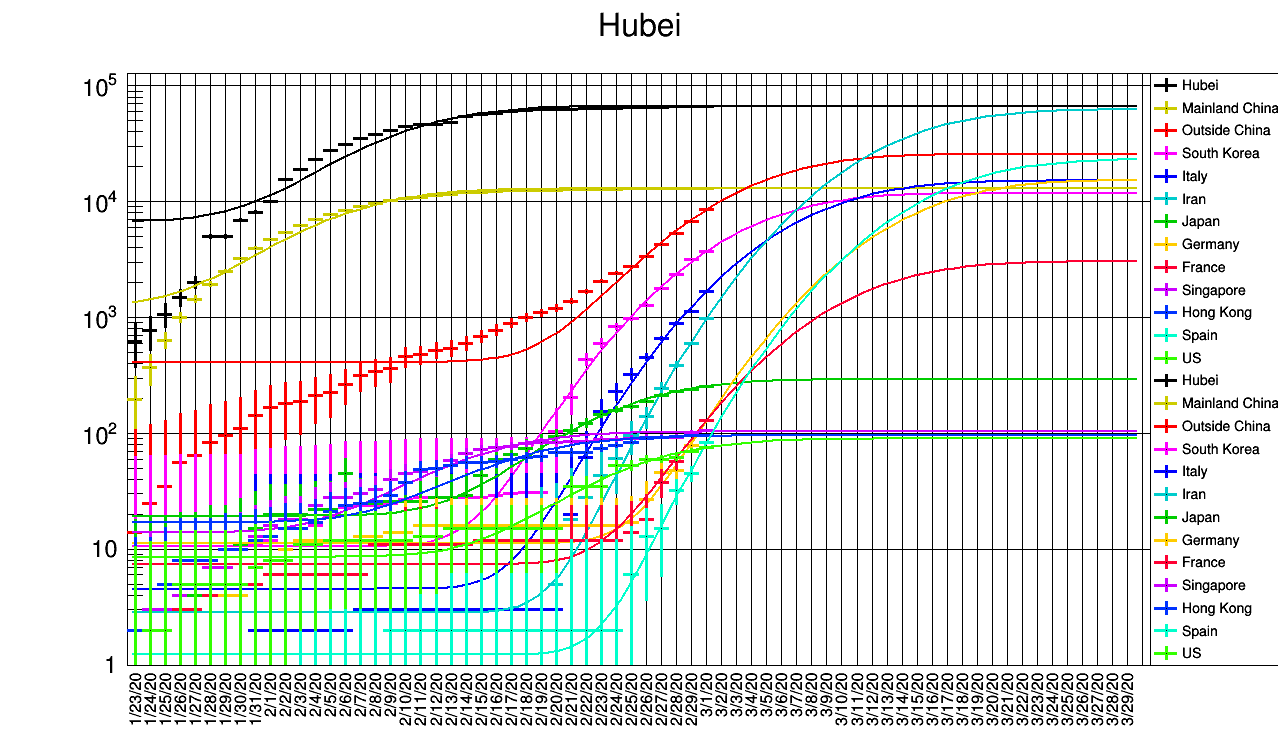 Hubei
10^5
10^4
10^3
10^2
10
1
Hubei
Mainland China
Outside China
South Korea
Italy
Iran
Japan
Germany
France
Singapore
Hong Kong
Spain
US
Hubei
Mainland China
Outside China
South Korea
Italy
Iran
Japan
Germany
France
Singapore
Hong Kong
Spain
US
1/23/20
1/24/20
1/25/20
1/26/20
1/27/20
1/28/20
1/29/20
1/30/20
1/31/20
2/1/20
2/2/20
2/3/20
2/4/20
2/5/20
2/6/20
2/7/20
2/8/20
2/9/20
2/10/20
2/11/20
2/12/20
2/13/20
2/14/20
2/15/20
2/16/20
2/17/20
2/18/20
2/19/20
2/20/20
2/21/20
2/22/20
2/23/20
2/24/20
2/25/20
2/26/20
2/27/20
2/28/20
2/29/20
3/1/20
3/2/20
3/3/20
3/4/20
3/5/20
3/6/20
3/7/20
3/8/20
3/9/20
3/10/20
3/11/20
3/12/20
3/13/20
3/14/20
3/15/20
3/16/20
3/17/20
3/18/20
3/19/20
3/20/20
3/21/20
3/22/20
3/23/20
3/24/20
3/25/20
3/26/20
3/27/20
3/28/20
3/29/20